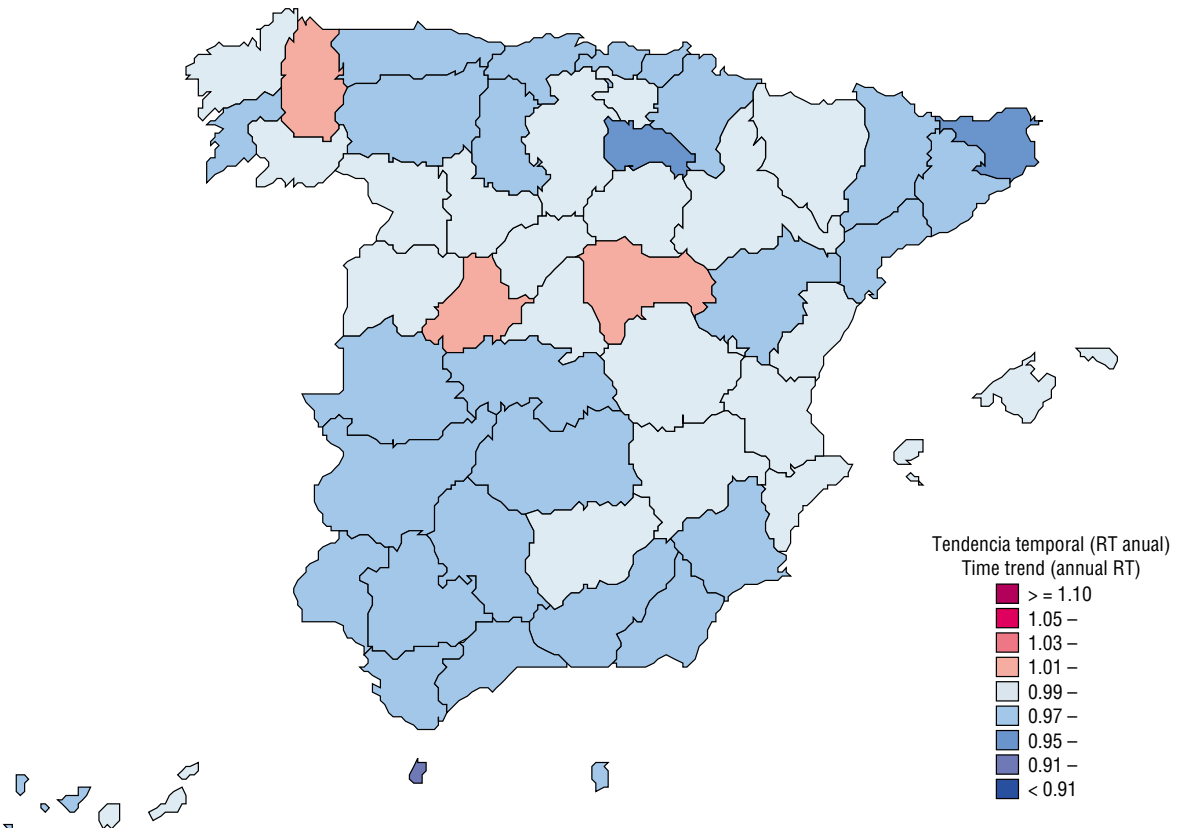 Tendencia temporal (RT anual)
Time trend (annual RT)
> = 1.10
1.05 –
1.03 –
1.01 –
0.99 –
0.97 –
0.95 –
0.91 –
< 0.91